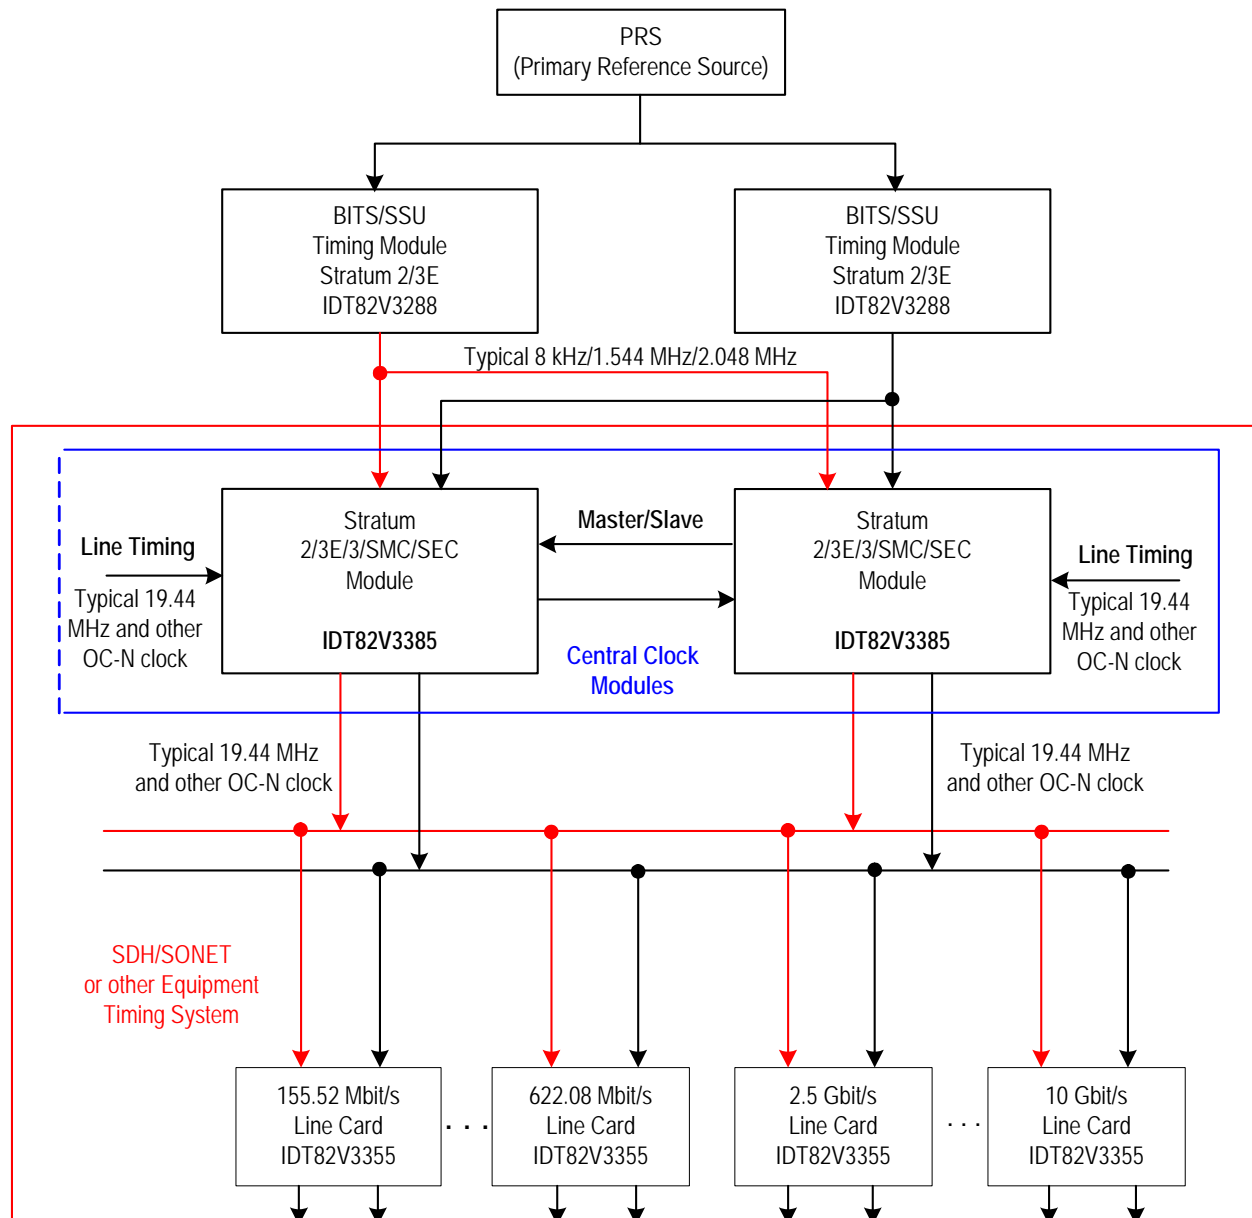 PRS
(Primary Reference Source)
BITS/SSU
Timing Module
Stratum 2/3E
IDT82V3288
BITS/SSU
Timing Module
Stratum 2/3E
IDT82V3288
Typical 8 kHz/1.544 MHz/2.048 MHz
Line Timing
Typical 19.44
MHz and other
OC-N clock
Stratum
2/3E/3/SMC/SEC
Module
IDT82V3385
Master/Slave
Central Clock
Modules
Stratum
2/3E/3/SMC/SEC
Module
IDT82V3385
Line Timing
Typical 19.44
MHz and other
OC-N clock
Typical 19.44 MHz
and other OC-N clock
Typical 19.44 MHz
and other OC-N clock
SDH/SONET
or other Equipment
Timing System
155.52 Mbit/s
Line Card
IDT82V3355
. . .
622.08 Mbit/s
Line Card
IDT82V3355
2.5 Gbit/s
Line Card
IDT82V3355
. . .
10 Gbit/s
Line Card
IDT82V3355